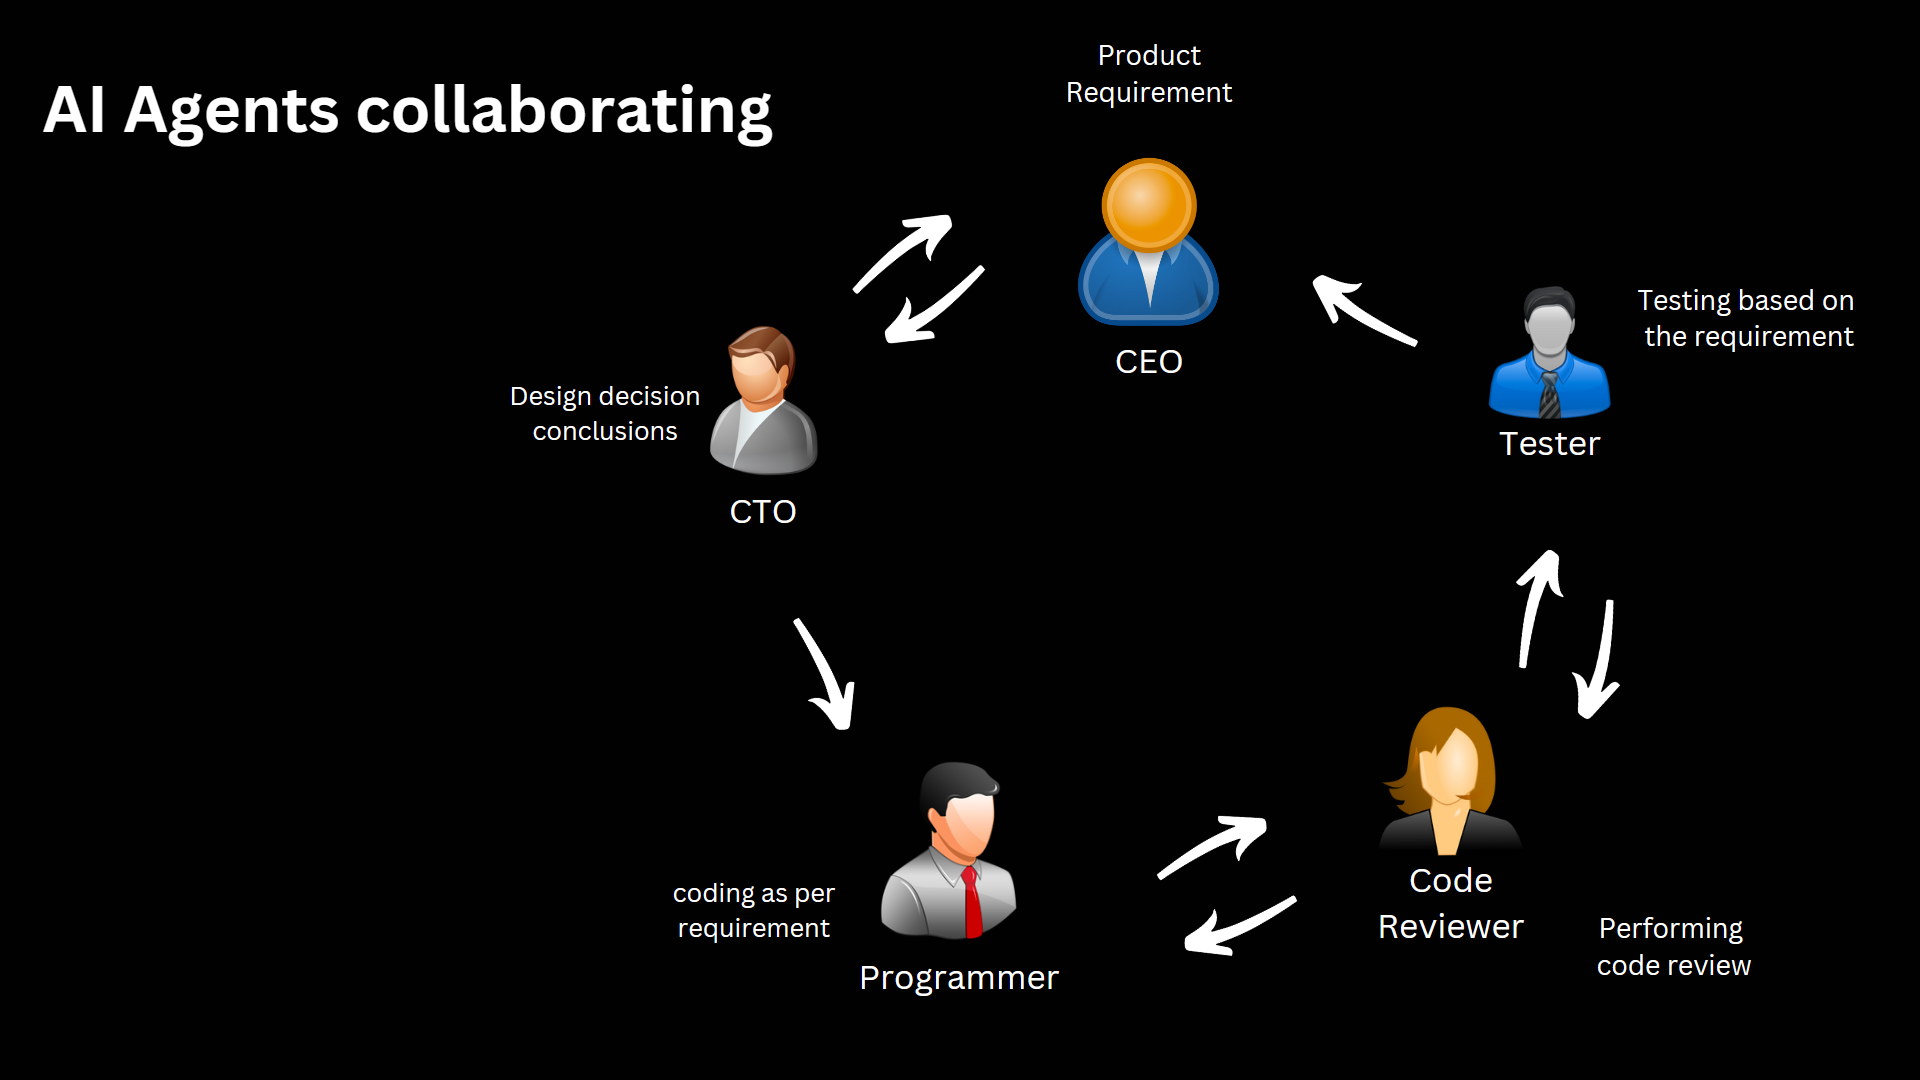 AI Agents collaborating
Product
Requirement
CEO
Testing based on
the requirement
Tester
Design decision
conclusions
CTO
coding as per
requirement
Programmer
Code
Reviewer
Performing
code review